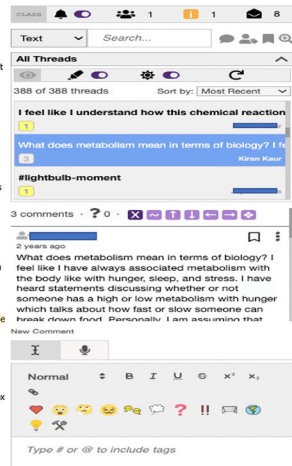 CLASS 1 1 8
Text Search...
All Threads
388 of 388 threads Sort by: Most Recent
I feel like I understand how this chemical reaction
1
What does metabolism mean in terms of biology? I fe
3 Kiran Kaur
#lightbulb-moment
1
3 comments · ? 0 ·
2 years ago
What does metabolism mean in terms of biology? I
feel like I have always associated metabolism with
the body like with hunger, sleep, and stress. I have
heard statements discussing whether or not
someone has a high or low metabolism with hunger
which talks about how fast or slow someone can
break down food. Personally, I am assuming that
New Comment
Normal B I U S x² x₂
Type # or @ to include tags